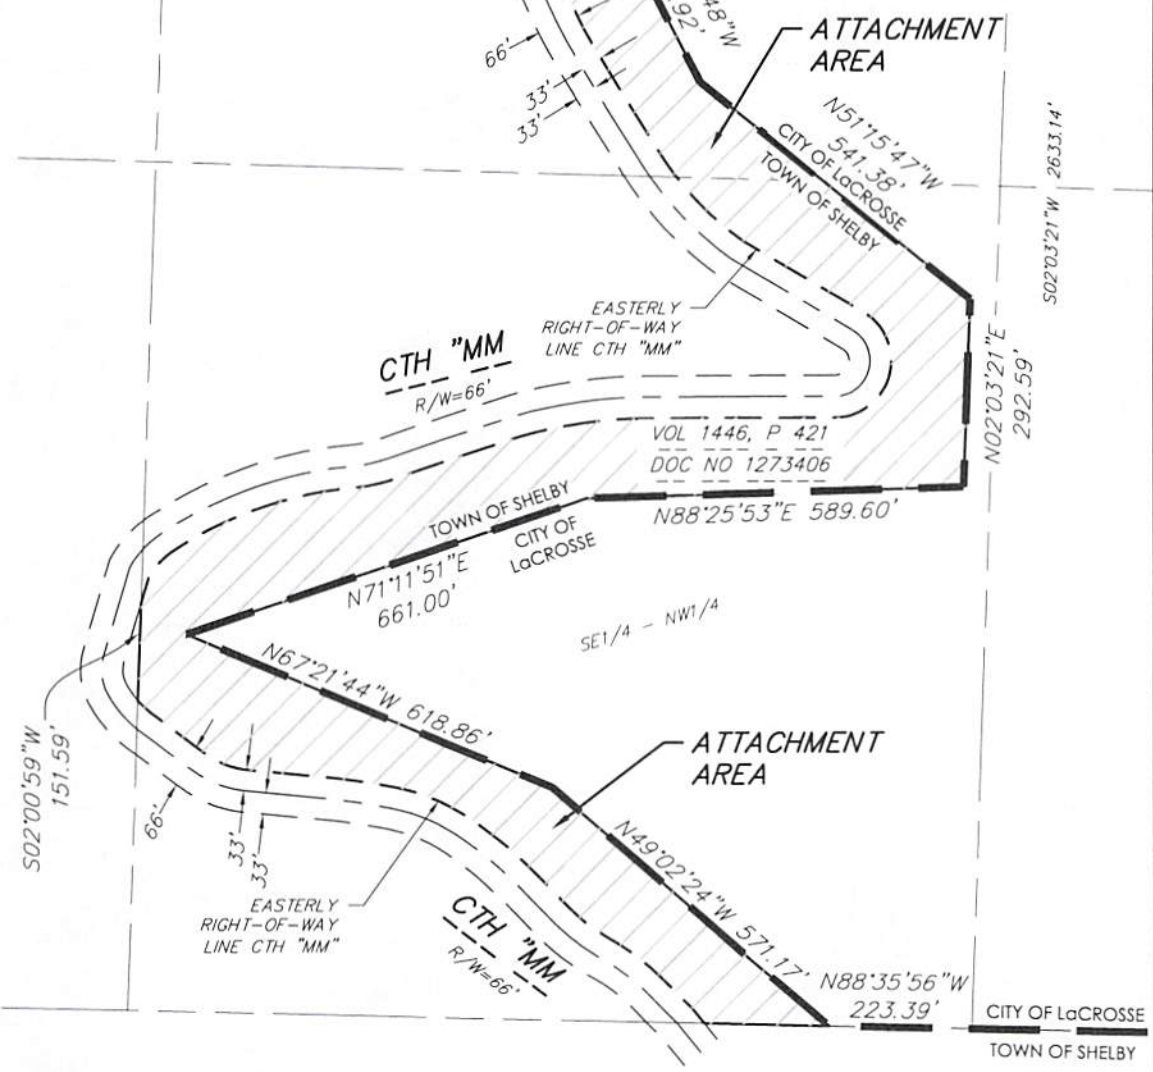 48"W
.92'
66'
33'
33'
ATTACHMENT
AREA
N51°15'47"W
541.38'
CITY OF LaCROSSE
TOWN OF SHELBY
S02°03'21"W 2633.14'
EASTERLY
RIGHT-OF-WAY
LINE CTH "MM"
CTH "MM
R/W=66'
N02°03'21"E
292.59'
VOL 1446, P 421
DOC NO 1273406
N88°25'53"E 589.60'
TOWN OF SHELBY
CITY OF
LaCROSSE
N71°11'51"E
661.00'
SE1/4 - NW1/4
N67°21'44"W 618.86'
S02°00'59"W
151.59'
ATTACHMENT
AREA
66'
33'
33'
N49°02'24"W 571.17'
EASTERLY
RIGHT-OF-WAY
LINE CTH "MM"
CTH "MM
R/W=66'
N88°35'56"W
223.39'
CITY OF LaCROSSE
TOWN OF SHELBY